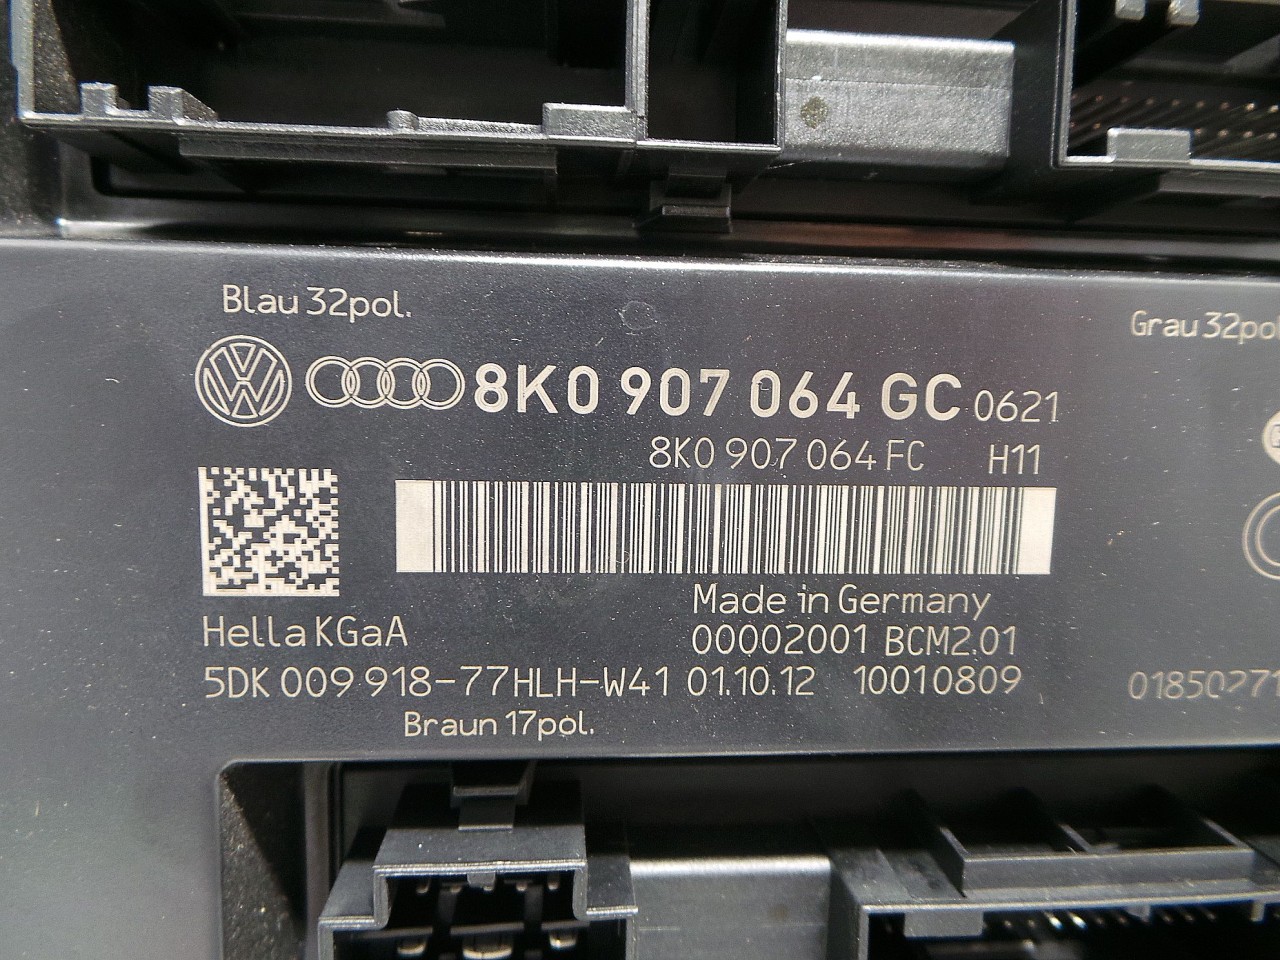 Blau 32pol.
Grau 32pol
8K0 907 064 GC 0621
8K0 907 064 FC H11
Made in Germany
Hella KGaA
00002001 BCM2.01
5DK 009 918-77HLH-W41 01.10.12 10010809
Braun 17pol.